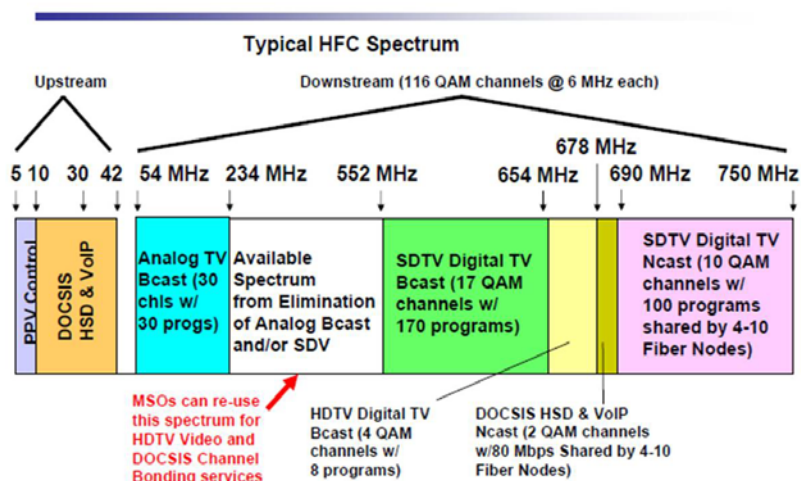 Typical HFC Spectrum
Upstream
Downstream (116 QAM channels @ 6 MHz each)
678 MHz
5 10 30 42 54 MHz 234 MHz 552 MHz 654 MHz 690 MHz 750 MHz
PPV Control
DOCSIS
HSD & VoIP
Analog TV
Bcast (30
chls w/
30 progs)
Available
Spectrum
from Elimination
of Analog Bcast
and/or SDV
SDTV Digital TV
Bcast (17 QAM
channels w/
170 programs)
SDTV Digital TV
Ncast (10 QAM
channels w/
100 programs
shared by 4-10
Fiber Nodes)
MSOs can re-use
this spectrum for
HDTV Video and
DOCSIS Channel
Bonding services
HDTV Digital TV
Bcast (4 QAM
channels w/
8 programs)
DOCSIS HSD & VoIP
Ncast (2 QAM channels
w/80 Mbps Shared by 4-10
Fiber Nodes)